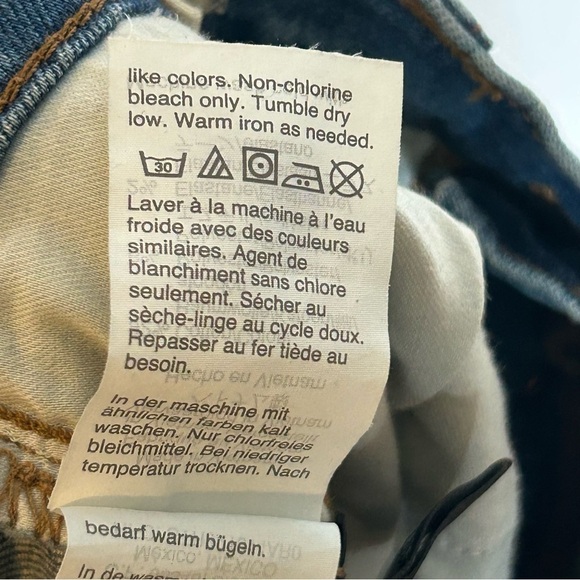 like colors. Non-chlorine
bleach only. Tumble dry
low. Warm iron as needed.
30
Laver à la machine à l'eau
froide avec des couleurs
similaires. Agent de
blanchiment sans chlore
seulement. Sécher au
sèche-linge au cycle doux.
Repasser au fer tiède au
besoin.
In der maschine mit
ähnlichen farben kalt
waschen. Nur chlorfreies
bleichmittel. Bei niedriger
temperatur trocknen. Nach
bedarf warm bügeln.
In de